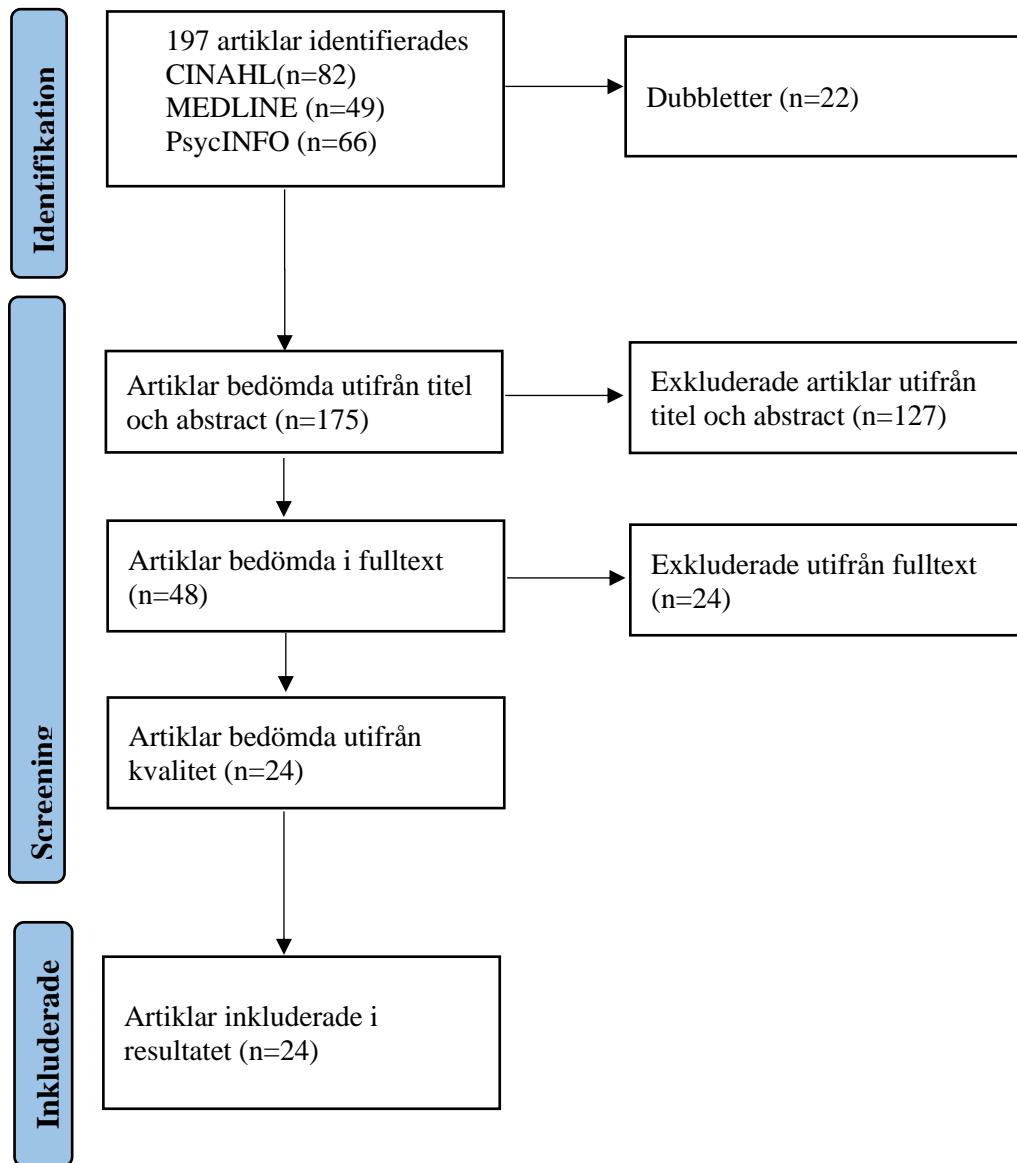 Identifikation
197 artiklar identifierades
CINAHL(n=82)
MEDLINE (n=49)
PsycINFO (n=66)
Dubbletter (n=22)
Screening
Artiklar bedömda utifrån titel
och abstract (n=175)
Exkluderade artiklar utifrån
titel och abstract (n=127)
Artiklar bedömda i fulltext
(n=48)
Exkluderade utifrån fulltext
(n=24)
Artiklar bedömda utifrån
kvalitet (n=24)
Inkluderade
Artiklar inkluderade i
resultatet (n=24)